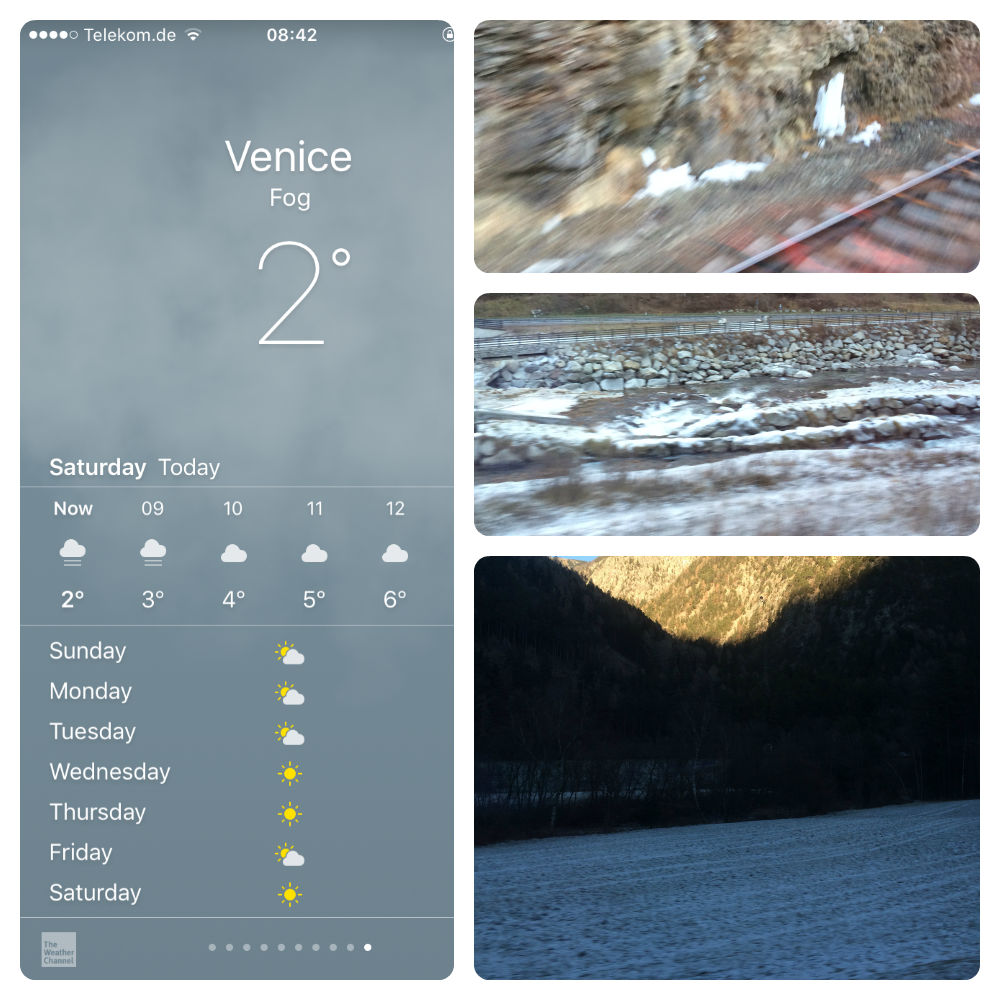 Telekom.de 08:42
Venice
Fog
2°
Saturday Today
Now 09 10 11 12
2° 3° 4° 5° 6°
Sunday
Monday
Tuesday
Wednesday
Thursday
Friday
Saturday
The
Weather
Channel